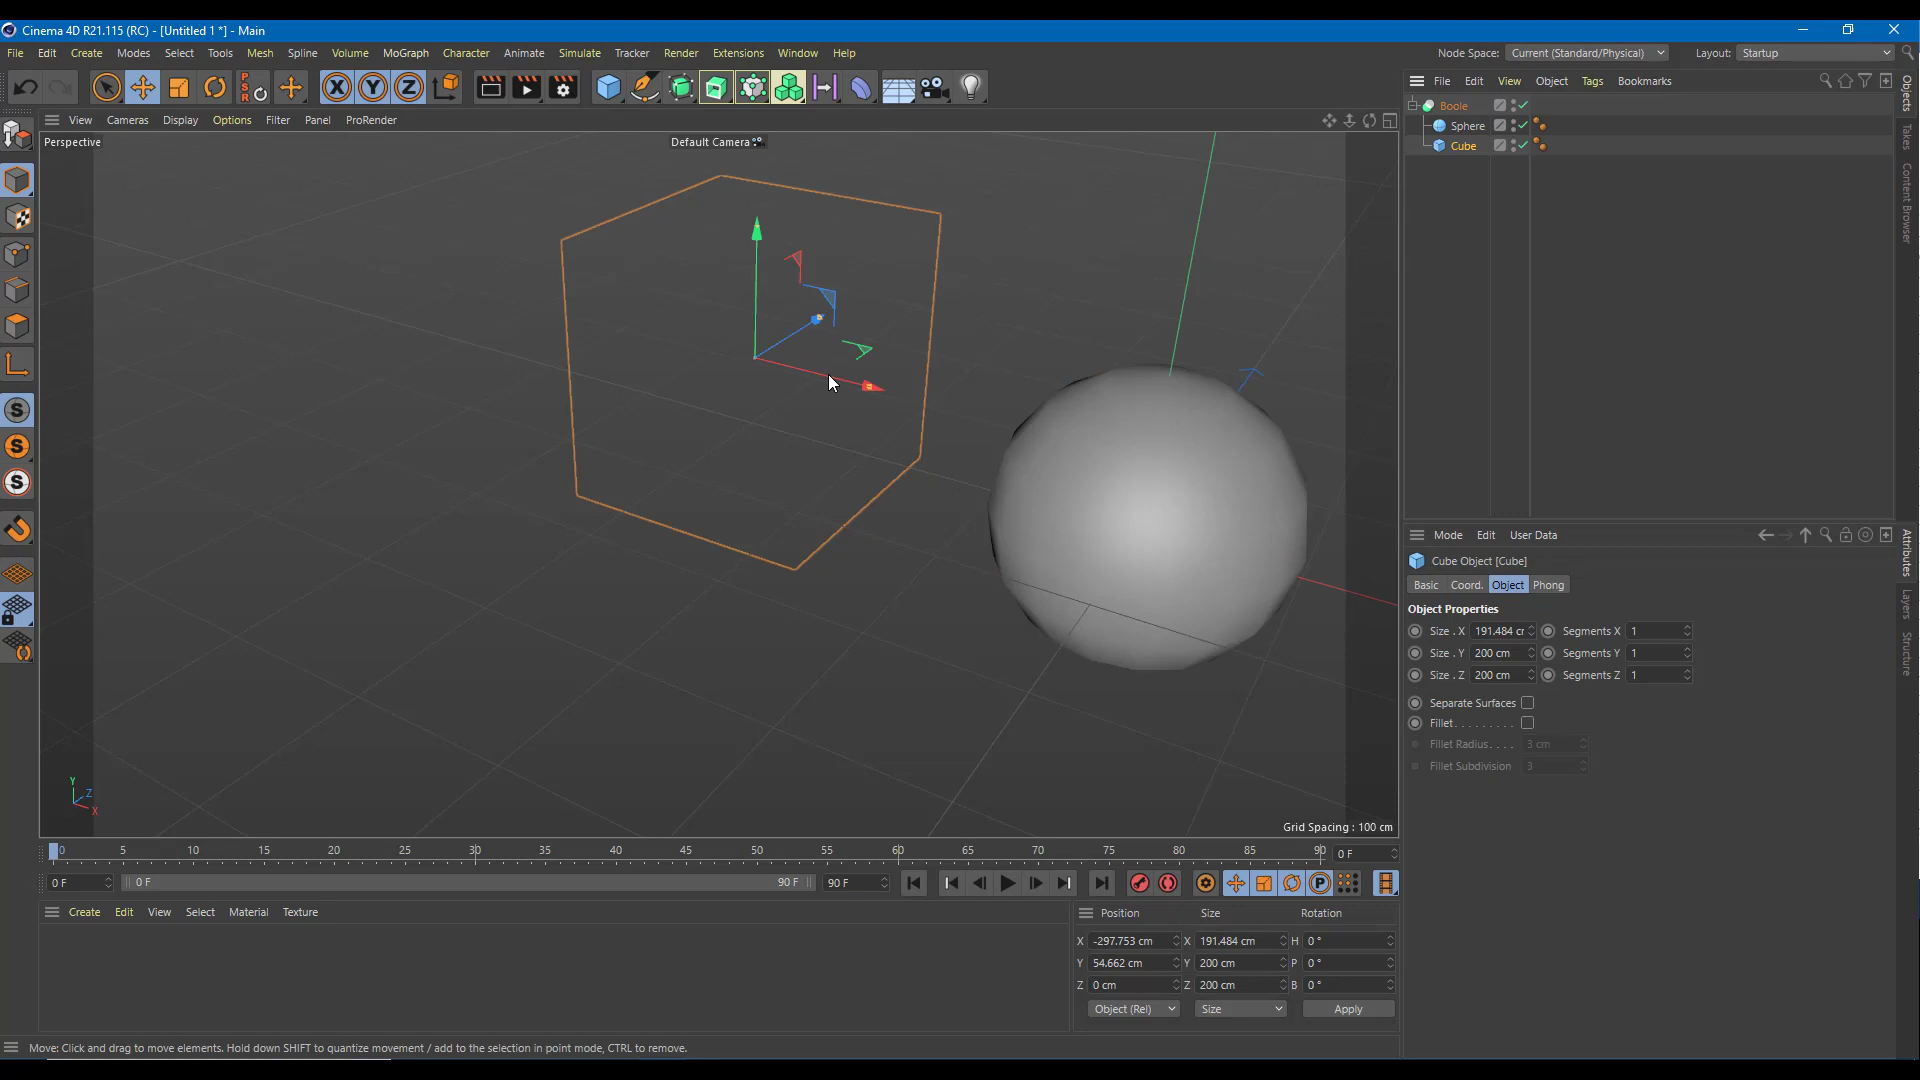 Cinema 4D R21.115 (RC) - [Untitled 1 *] - Main
File Edit Create Modes Select Tools Mesh Spline Volume MoGraph Character Animate Simulate Tracker Render Extensions Window Help
Node Space: Current (Standard/Physical) Layout: Startup
X Y Z
PSR
File Edit View Object Tags Bookmarks
View Cameras Display Options Filter Panel ProRender
Perspective
Default Camera
Boole
Sphere
Cube
Objects
Takes
Content Browser
S
S
S
Mode Edit User Data
Cube Object [Cube]
Basic Coord. Object Phong
Object Properties
Size . X 191.484 cr Segments X 1
Size . Y 200 cm Segments Y 1
Size . Z 200 cm Segments Z 1
Separate Surfaces
Fillet. . . . . . . . .
Fillet Radius. . . . 3 cm
Fillet Subdivision 3
Attributes
Layers
Structure
Y
Z
X
Grid Spacing : 100 cm
0 5 10 15 20 25 30 35 40 45 50 55 60 65 70 75 80 85 90 0 F
0 F 0 F 90 F 90 F P
Create Edit View Select Material Texture
Position Size Rotation
X -297.753 cm X 191.484 cm H 0 °
Y 54.662 cm Y 200 cm P 0 °
Z 0 cm Z 200 cm B 0 °
Object (Rel) Size Apply
Move: Click and drag to move elements. Hold down SHIFT to quantize movement / add to the selection in point mode, CTRL to remove.